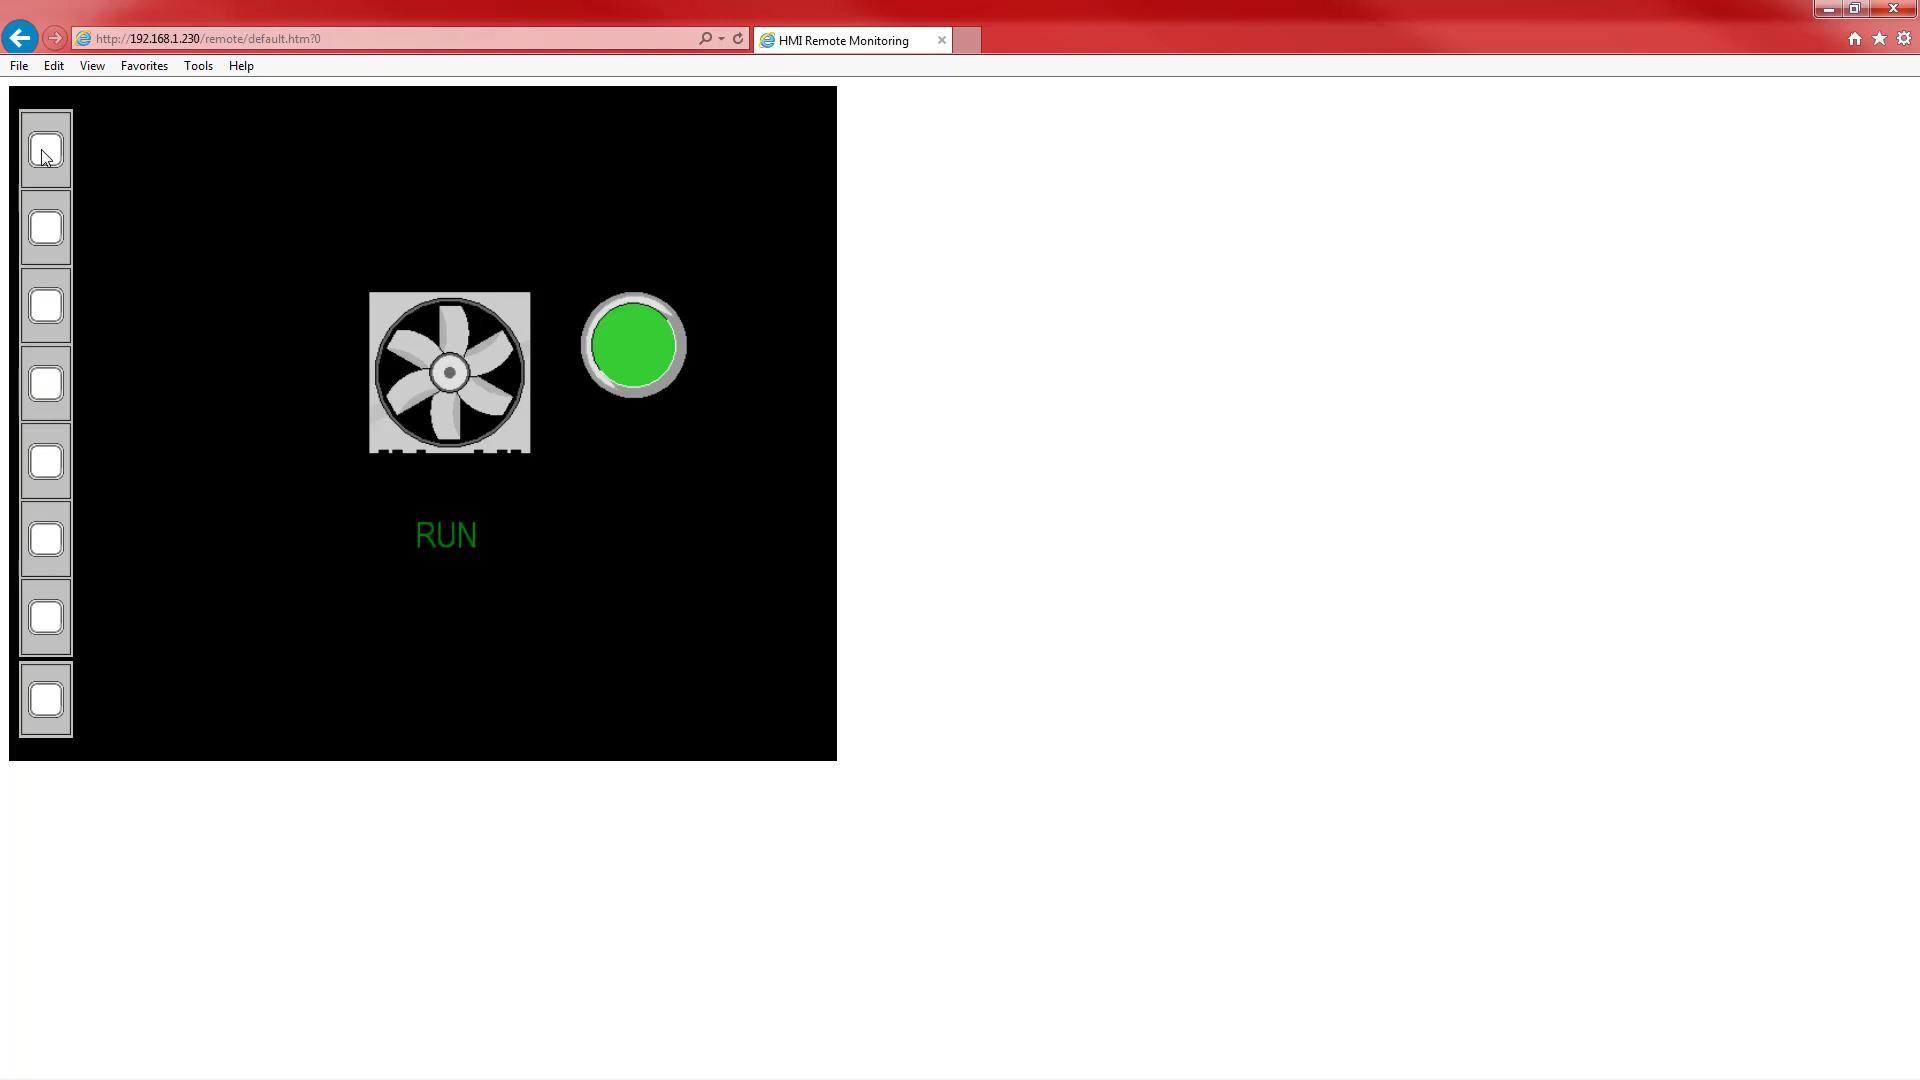 http://192.168.1.230/remote/default.htm?0
HMI Remote Monitoring
File Edit View Favorites Tools Help
RUN